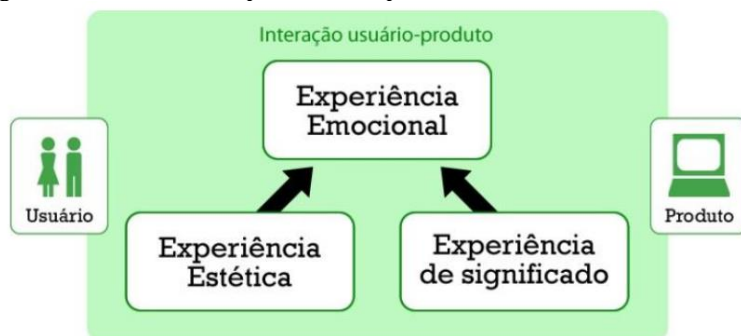 Interação usuário-produto
Experiência
Emocional
Usuário
Produto
Experiência
Estética
Experiência
de significado